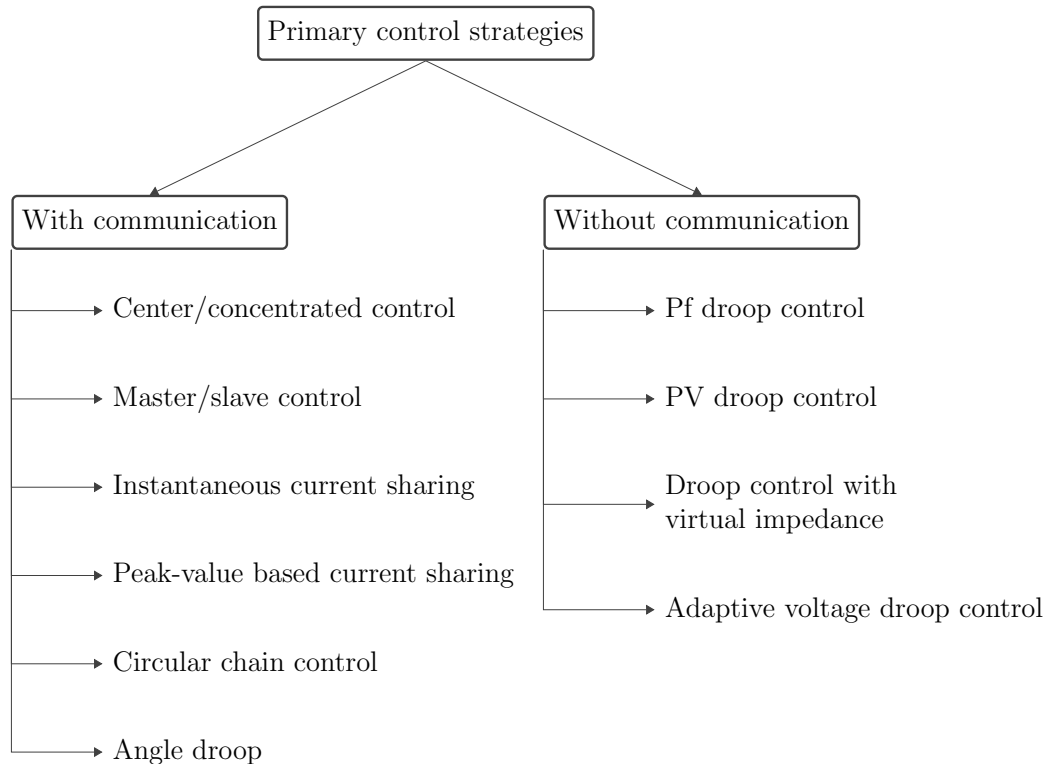 Primary control strategies
With communication
Center/concentrated control
Master/slave control
Instantaneous current sharing
Peak-value based current sharing
Circular chain control
Angle droop
Without communication
Pf droop control
PV droop control
Droop control with
virtual impedance
Adaptive voltage droop control